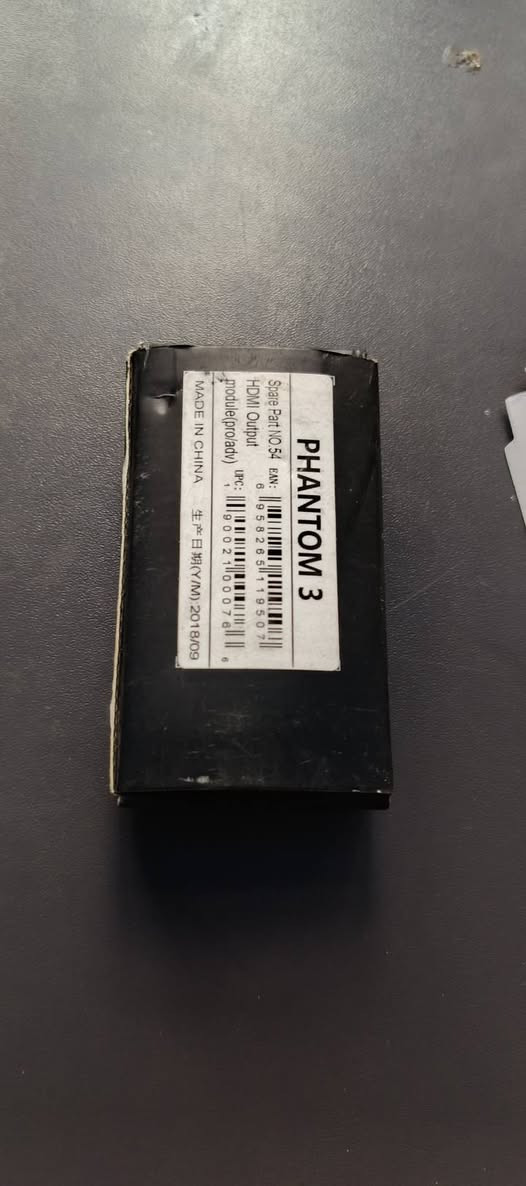 PHANTOM 3
Spare Part NO.54
HDMI Output
module(pro/adv)
EAN:
6 958265 119507
UPC:
1 90021 00076 6
MADE IN CHINA 生产日期(Y/M):2018/09